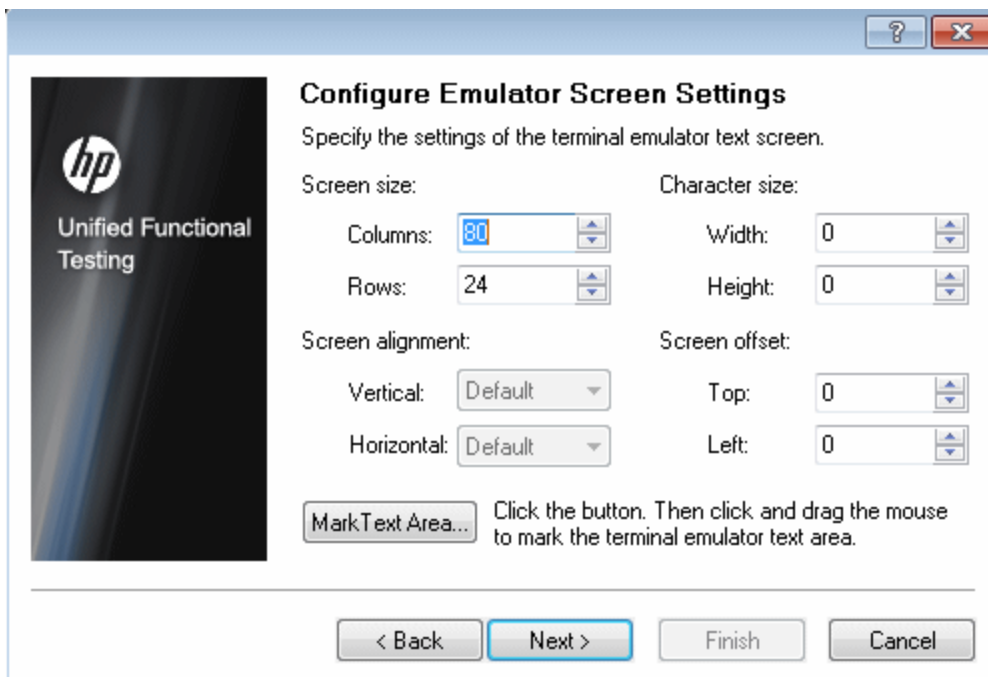 ?
hp
Unified Functional
Testing
Configure Emulator Screen Settings
Specify the settings of the terminal emulator text screen.
Screen size:
Columns: 80
Rows: 24
Character size:
Width: 0
Height: 0
Screen alignment:
Vertical: Default
Horizontal: Default
Screen offset:
Top: 0
Left: 0
Mark Text Area...
Click the button. Then click and drag the mouse
to mark the terminal emulator text area.
< Back
Next >
Finish
Cancel